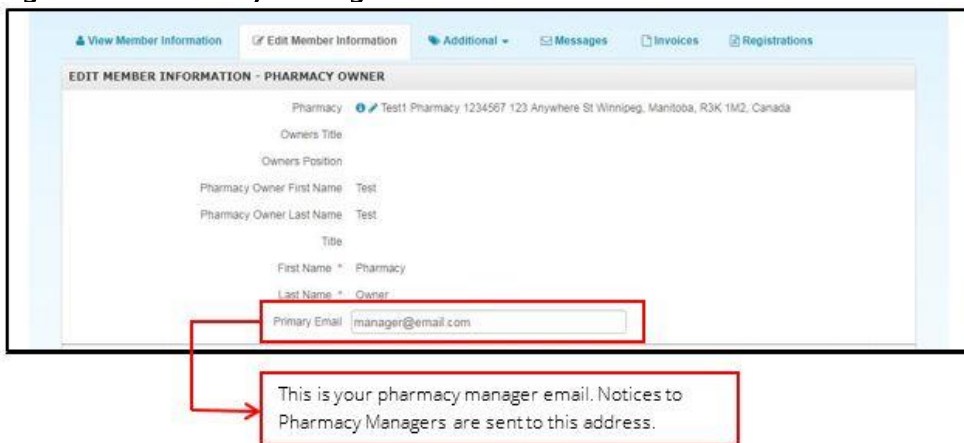 View Member Information Edit Member Information Additional Messages Invoices Registrations
EDIT MEMBER INFORMATION - PHARMACY OWNER
Pharmacy Test1 Pharmacy 1234567 123 Anywhere St Winnipeg, Manitoba, R3K 1M2, Canada
Owners Title
Owners Position
Pharmacy Owner First Name Test
Pharmacy Owner Last Name Test
Title
First Name * Pharmacy
Last Name * Owner
Primary Email manager@email.com
This is your pharmacy manager email. Notices to
Pharmacy Managers are sent to this address.